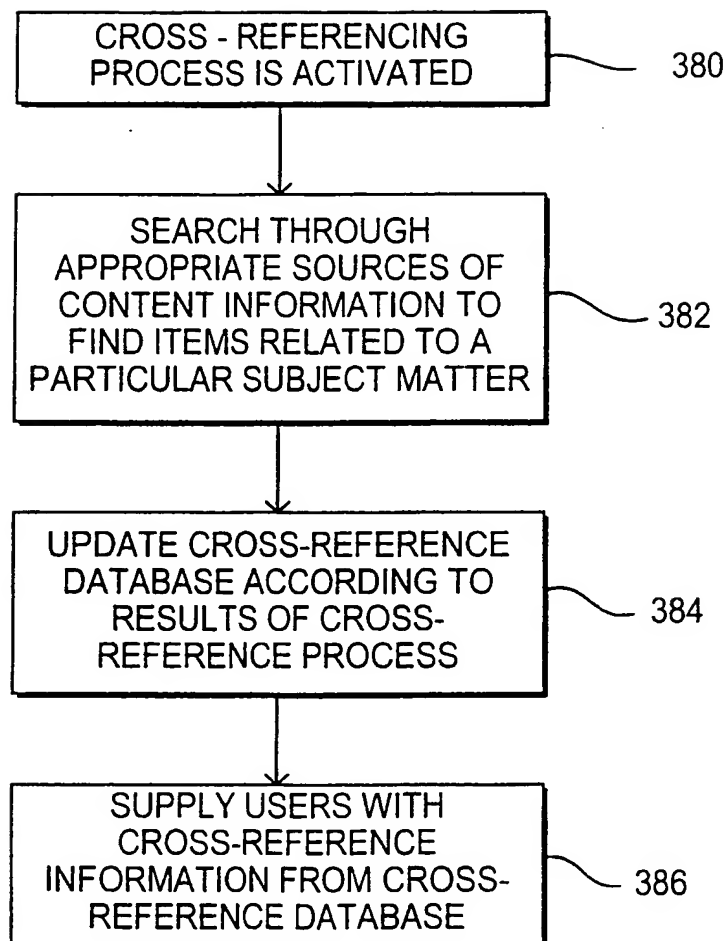 CROSS - REFERENCING
PROCESS IS ACTIVATED
380
SEARCH THROUGH
APPROPRIATE SOURCES OF
CONTENT INFORMATION TO
FIND ITEMS RELATED TO A
PARTICULAR SUBJECT MATTER
382
UPDATE CROSS-REFERENCE
DATABASE ACCORDING TO
RESULTS OF CROSS-
REFERENCE PROCESS
384
SUPPLY USERS WITH
CROSS-REFERENCE
INFORMATION FROM CROSS-
REFERENCE DATABASE
386